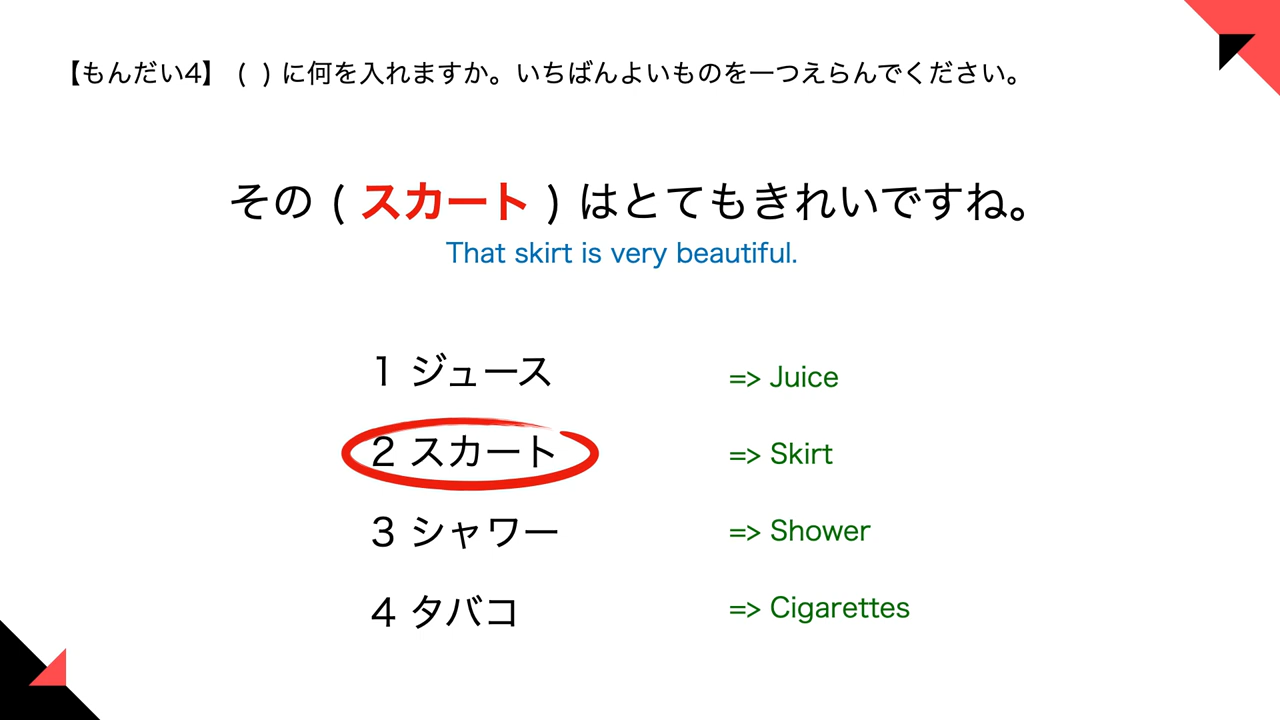 【もんだい4】 ( ) に何を入れますか。いちばんよいものを一つえらんでください。
その ( スカート ) はとてもきれいですね。
That skirt is very beautiful.
1 ジュース => Juice
2 スカート => Skirt
3 シャワー => Shower
4 タバコ => Cigarettes